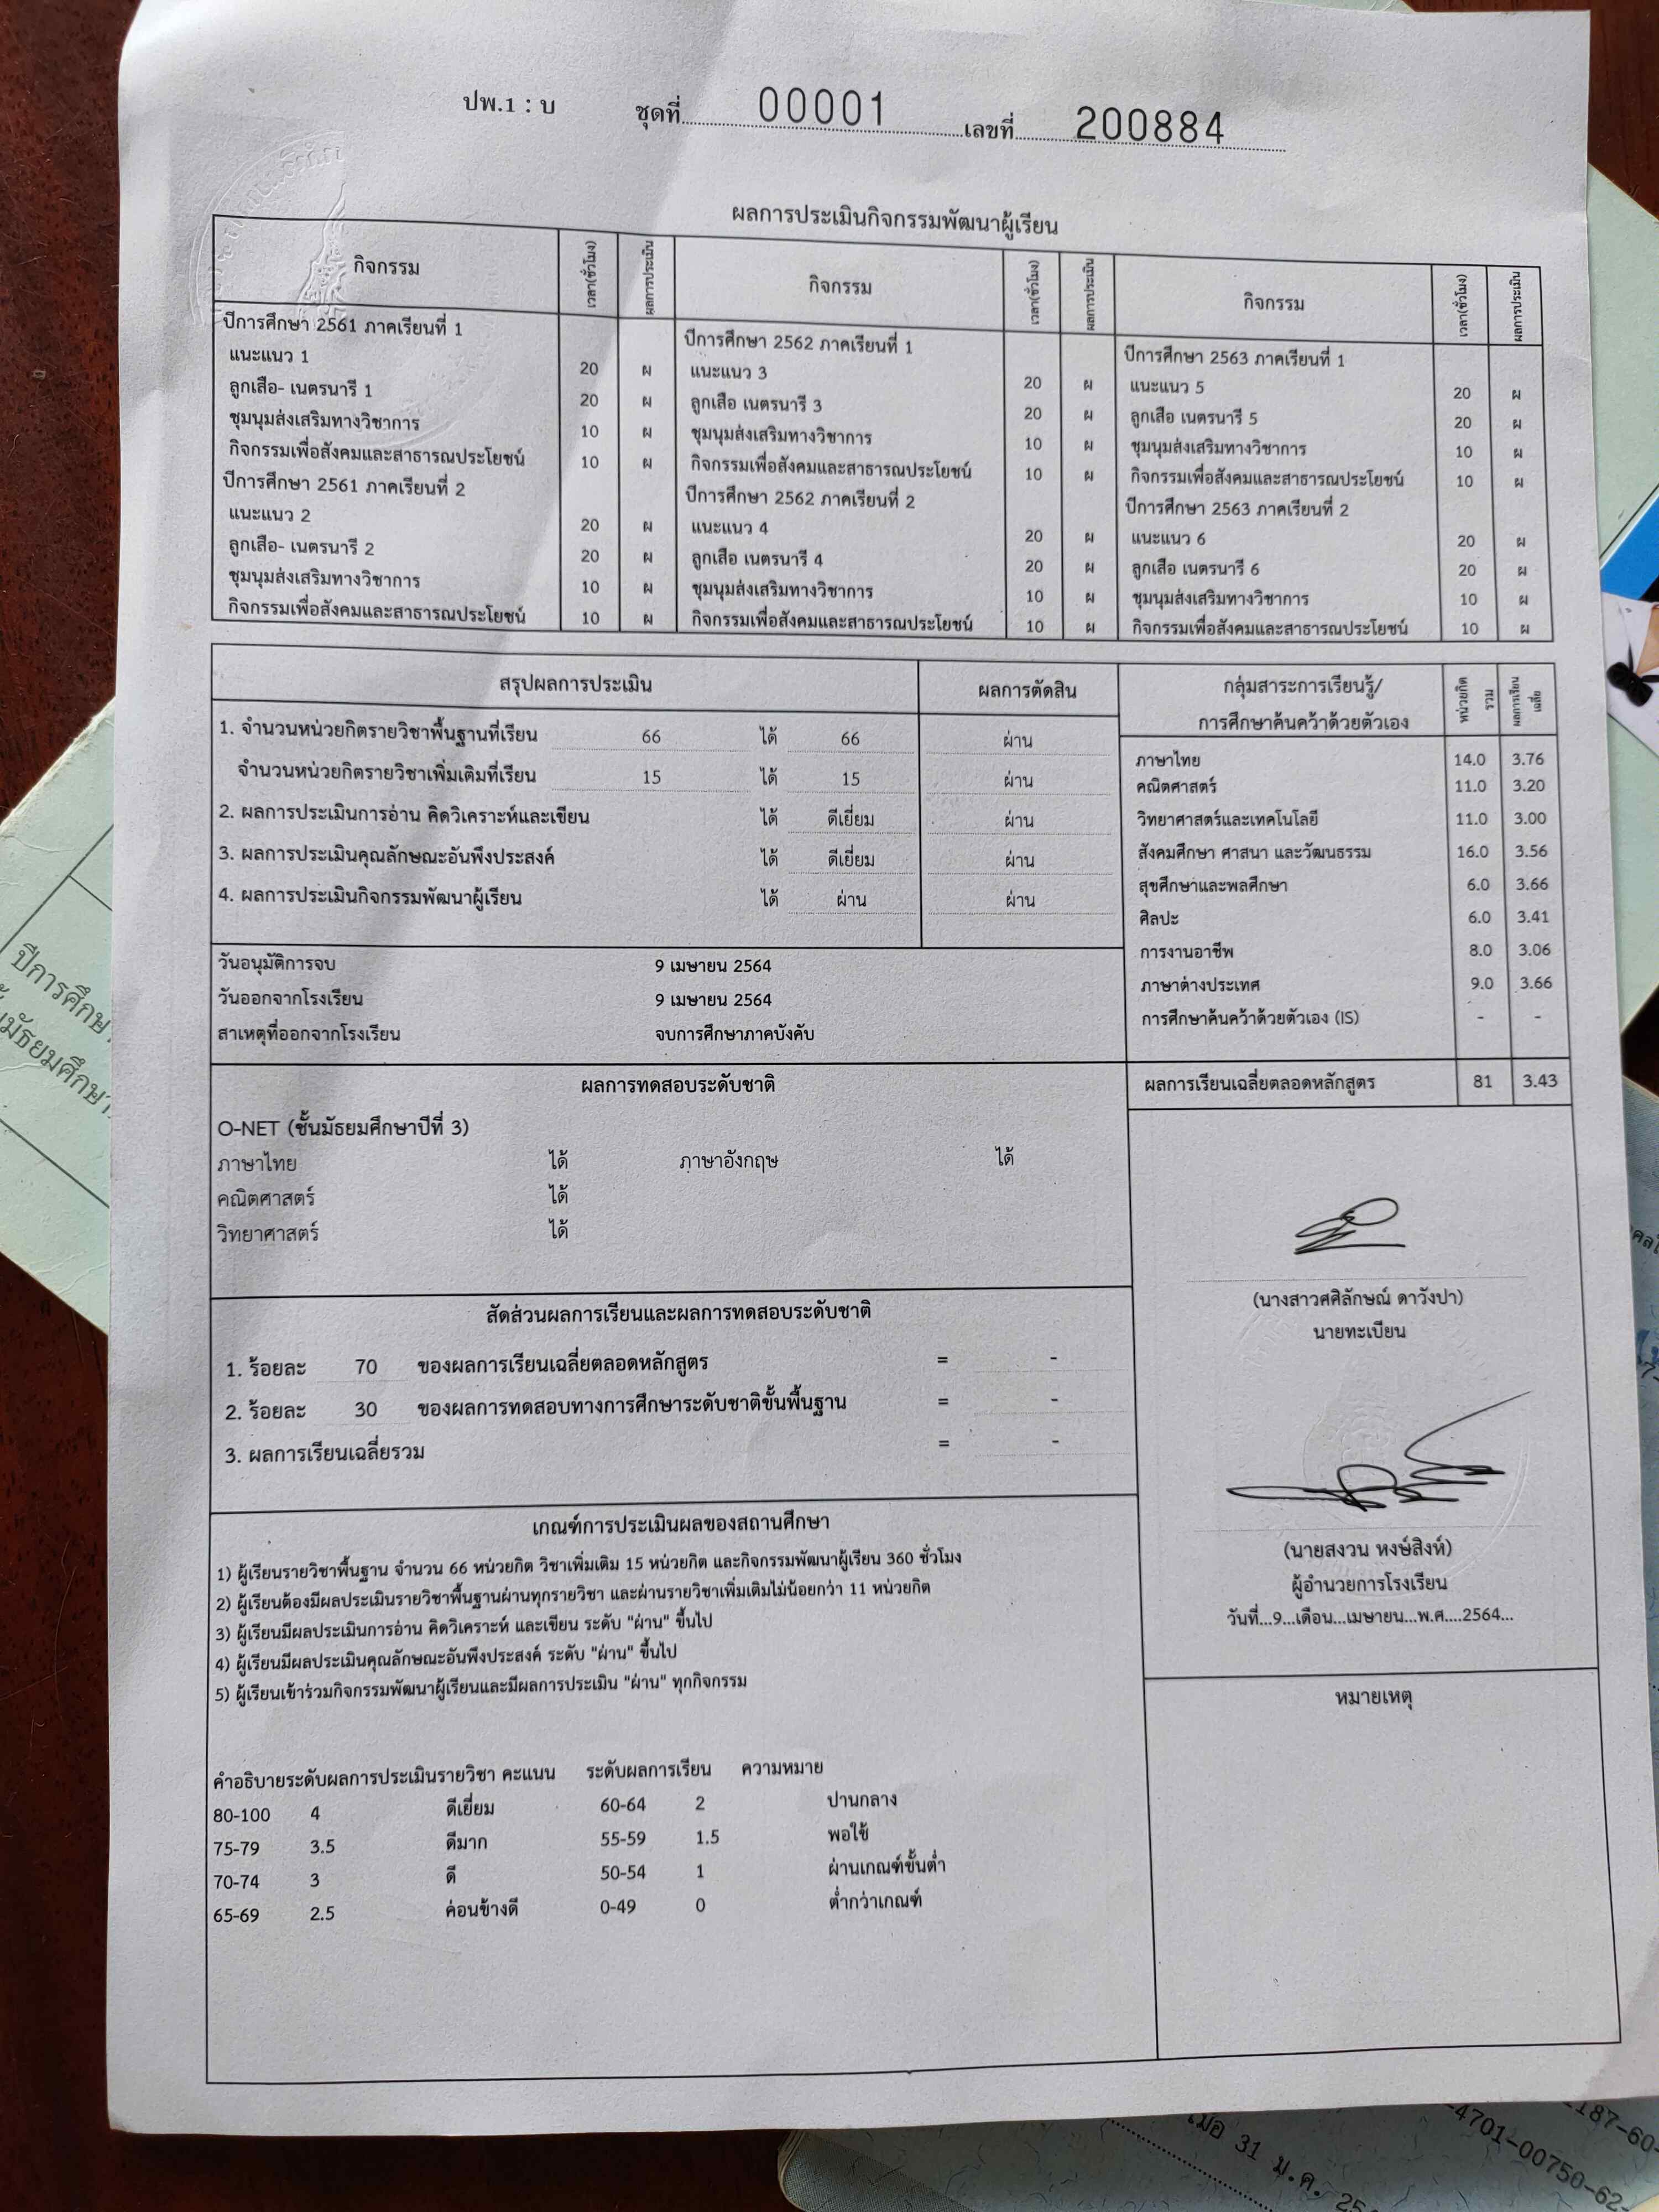 ปพ.1 : บ ชุดที่ 00001 เลขที่ 200884
ผลการประเมินกิจกรรมพัฒนาผู้เรียน
กิจกรรม เวลา(ชั่วโมง) ผลการประเมิน กิจกรรม เวลา(ชั่วโมง) ผลการประเมิน กิจกรรม เวลา(ชั่วโมง) ผลการประเมิน
ปีการศึกษา 2561 ภาคเรียนที่ 1 ปีการศึกษา 2562 ภาคเรียนที่ 1 ปีการศึกษา 2563 ภาคเรียนที่ 1
แนะแนว 1 20 ผ แนะแนว 3 20 ผ แนะแนว 5 20 ผ
ลูกเสือ- เนตรนารี 1 20 ผ ลูกเสือ เนตรนารี 3 20 ผ ลูกเสือ เนตรนารี 5 20 ผ
ชุมนุมส่งเสริมทางวิชาการ 10 ผ ชุมนุมส่งเสริมทางวิชาการ 10 ผ ชุมนุมส่งเสริมทางวิชาการ 10 ผ
กิจกรรมเพื่อสังคมและสาธารณประโยชน์ 10 ผ กิจกรรมเพื่อสังคมและสาธารณประโยชน์ 10 ผ กิจกรรมเพื่อสังคมและสาธารณประโยชน์ 10 ผ
ปีการศึกษา 2561 ภาคเรียนที่ 2 ปีการศึกษา 2562 ภาคเรียนที่ 2 ปีการศึกษา 2563 ภาคเรียนที่ 2
แนะแนว 2 20 ผ แนะแนว 4 20 ผ แนะแนว 6 20 ผ
ลูกเสือ- เนตรนารี 2 20 ผ ลูกเสือ เนตรนารี 4 20 ผ ลูกเสือ เนตรนารี 6 20 ผ
ชุมนุมส่งเสริมทางวิชาการ 10 ผ ชุมนุมส่งเสริมทางวิชาการ 10 ผ ชุมนุมส่งเสริมทางวิชาการ 10 ผ
กิจกรรมเพื่อสังคมและสาธารณประโยชน์ 10 ผ กิจกรรมเพื่อสังคมและสาธารณประโยชน์ 10 ผ กิจกรรมเพื่อสังคมและสาธารณประโยชน์ 10 ผ
สรุปผลการประเมิน ผลการตัดสิน
1. จำนวนหน่วยกิตรายวิชาพื้นฐานที่เรียน 66 ได้ 66 ผ่าน
จำนวนหน่วยกิตรายวิชาเพิ่มเติมที่เรียน 15 ได้ 15 ผ่าน
2. ผลการประเมินการอ่าน คิดวิเคราะห์และเขียน ได้ ดีเยี่ยม ผ่าน
3. ผลการประเมินคุณลักษณะอันพึงประสงค์ ได้ ดีเยี่ยม ผ่าน
4. ผลการประเมินกิจกรรมพัฒนาผู้เรียน ได้ ผ่าน ผ่าน
วันอนุมัติการจบ 9 เมษายน 2564
วันออกจากโรงเรียน 9 เมษายน 2564
สาเหตุที่ออกจากโรงเรียน จบการศึกษาภาคบังคับ
กลุ่มสาระการเรียนรู้/
การศึกษาค้นคว้าด้วยตัวเอง หน่วยกิตรวม ผลการเรียนเฉลี่ย
ภาษาไทย 14.0 3.76
คณิตศาสตร์ 11.0 3.20
วิทยาศาสตร์และเทคโนโลยี 11.0 3.00
สังคมศึกษา ศาสนา และวัฒนธรรม 16.0 3.56
สุขศึกษาและพลศึกษา 6.0 3.66
ศิลปะ 6.0 3.41
การงานอาชีพ 8.0 3.06
ภาษาต่างประเทศ 9.0 3.66
การศึกษาค้นคว้าด้วยตัวเอง (IS) - -
ผลการเรียนเฉลี่ยตลอดหลักสูตร 81 3.43
ผลการทดสอบระดับชาติ
O-NET (ชั้นมัธยมศึกษาปีที่ 3)
ภาษาไทย ได้ ภาษาอังกฤษ ได้
คณิตศาสตร์ ได้
วิทยาศาสตร์ ได้
สัดส่วนผลการเรียนและผลการทดสอบระดับชาติ
1. ร้อยละ 70 ของผลการเรียนเฉลี่ยตลอดหลักสูตร = -
2. ร้อยละ 30 ของผลการทดสอบทางการศึกษาระดับชาติขั้นพื้นฐาน = -
3. ผลการเรียนเฉลี่ยรวม = -
(นางสาวศศิลักษณ์ ดาวังปา)
นายทะเบียน
(นายสงวน หงษ์สิงห์)
ผู้อำนวยการโรงเรียน
วันที่...9...เดือน...เมษายน...พ.ศ....2564...
หมายเหตุ
เกณฑ์การประเมินผลของสถานศึกษา
1) ผู้เรียนรายวิชาพื้นฐาน จำนวน 66 หน่วยกิต วิชาเพิ่มเติม 15 หน่วยกิต และกิจกรรมพัฒนาผู้เรียน 360 ชั่วโมง
2) ผู้เรียนต้องมีผลประเมินรายวิชาพื้นฐานผ่านทุกรายวิชา และผ่านรายวิชาเพิ่มเติมไม่น้อยกว่า 11 หน่วยกิต
3) ผู้เรียนมีผลประเมินการอ่าน คิดวิเคราะห์ และเขียน ระดับ "ผ่าน" ขึ้นไป
4) ผู้เรียนมีผลประเมินคุณลักษณะอันพึงประสงค์ ระดับ "ผ่าน" ขึ้นไป
5) ผู้เรียนเข้าร่วมกิจกรรมพัฒนาผู้เรียนและมีผลการประเมิน "ผ่าน" ทุกกิจกรรม
คำอธิบายระดับผลการประเมินรายวิชา คะแนน ระดับผลการเรียน ความหมาย
80-100 4 ดีเยี่ยม 60-64 2 ปานกลาง
75-79 3.5 ดีมาก 55-59 1.5 พอใช้
70-74 3 ดี 50-54 1 ผ่านเกณฑ์ขั้นต่ำ
65-69 2.5 ค่อนข้างดี 0-49 0 ต่ำกว่าเกณฑ์
ปีการศึกษา
31 ม.ค.
-4701-00750-62-
-187-60-